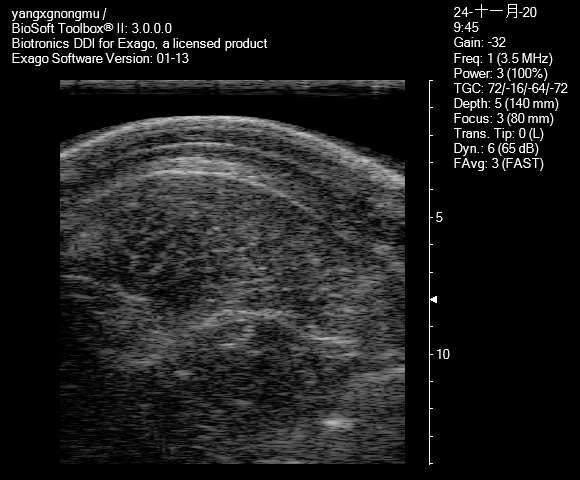 yangxgnongmu /
BioSoft Toolbox® II: 3.0.0.0
Biotronics DDI for Exago, a licensed product
Exago Software Version: 01-13
24-十一月-20
9:45
Gain: -32
Freq: 1 (3.5 MHz)
Power: 3 (100%)
TGC: 72/-16/-64/-72
Depth: 5 (140 mm)
Focus: 3 (80 mm)
Trans. Tip: 0 (L)
Dyn.: 6 (65 dB)
FAvg: 3 (FAST)
5
10